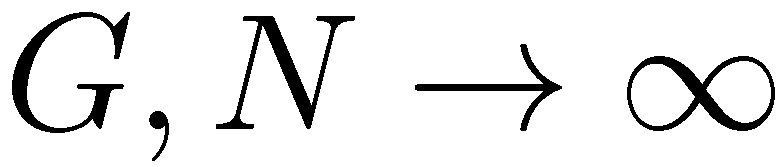 G, N → ∞